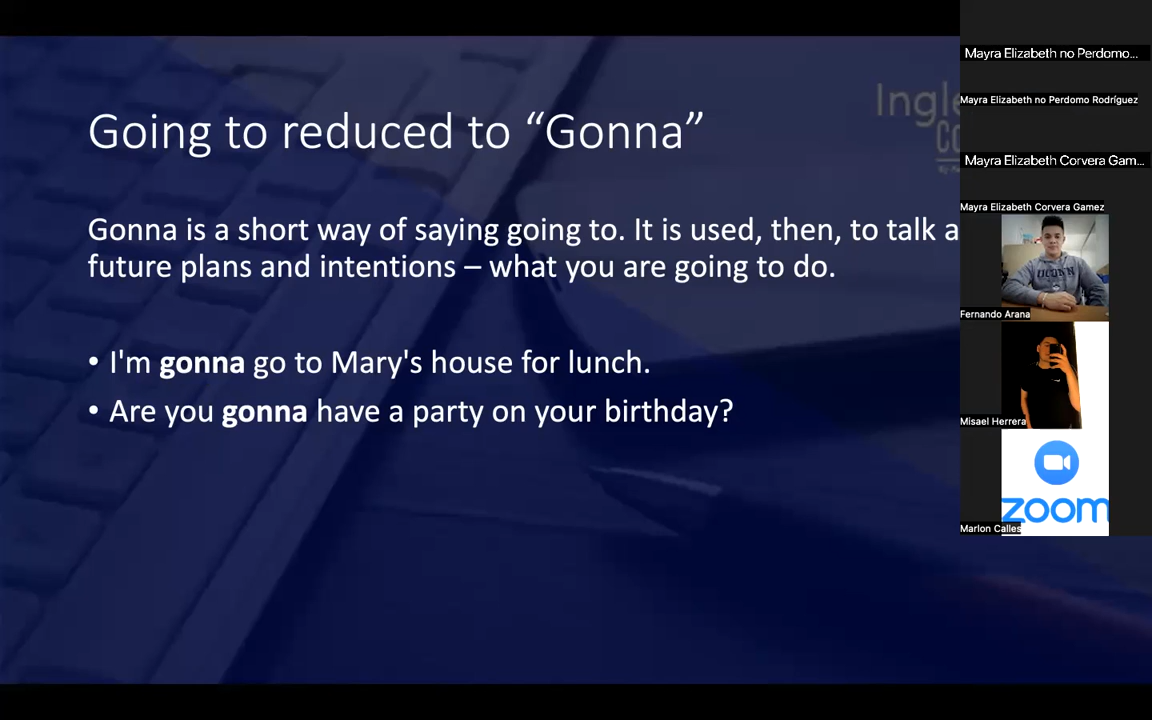 Going to reduced to “Gonna”
Gonna is a short way of saying going to. It is used, then, to talk a
future plans and intentions – what you are going to do.
• I'm gonna go to Mary's house for lunch.
• Are you gonna have a party on your birthday?
Mayra Elizabeth no Perdomo...
Mayra Elizabeth no Perdomo Rodríguez
Mayra Elizabeth Corvera Gam...
Mayra Elizabeth Corvera Gamez
UCONN
Fernando Arana
Misael Herrera
zoom
Marlon Calles